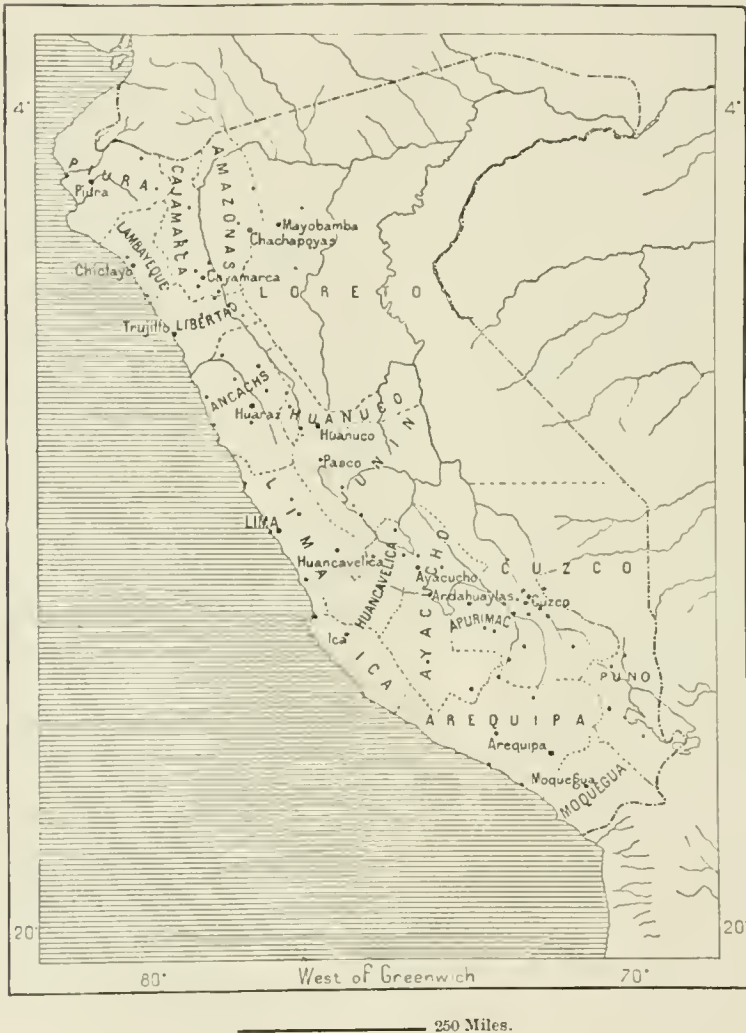 4° 4°
PIURA
Piura
CAJAMARCA
AMAZONAS
Mayobamba
Chachapoyas
LAMBAYEQUE
Chiclayo
Cajamarca
LORETO
Trujillo LIBERTAD
ANCACHS
Huaraz
HUANUCO
Huanuco
Pasco
JUNIN
LIMA
LIMA
Huancavelica
HUANCAVELICA
AYACUCHO
Ayacucho
CUZCO
Andahuaylas
Cuzco
APURIMAC
Ica
ICA
PUNO
AREQUIPA
Arequipa
Moquegua
MOQUEGUA
20° 20°
80° West of Greenwich 70°
250 Miles.